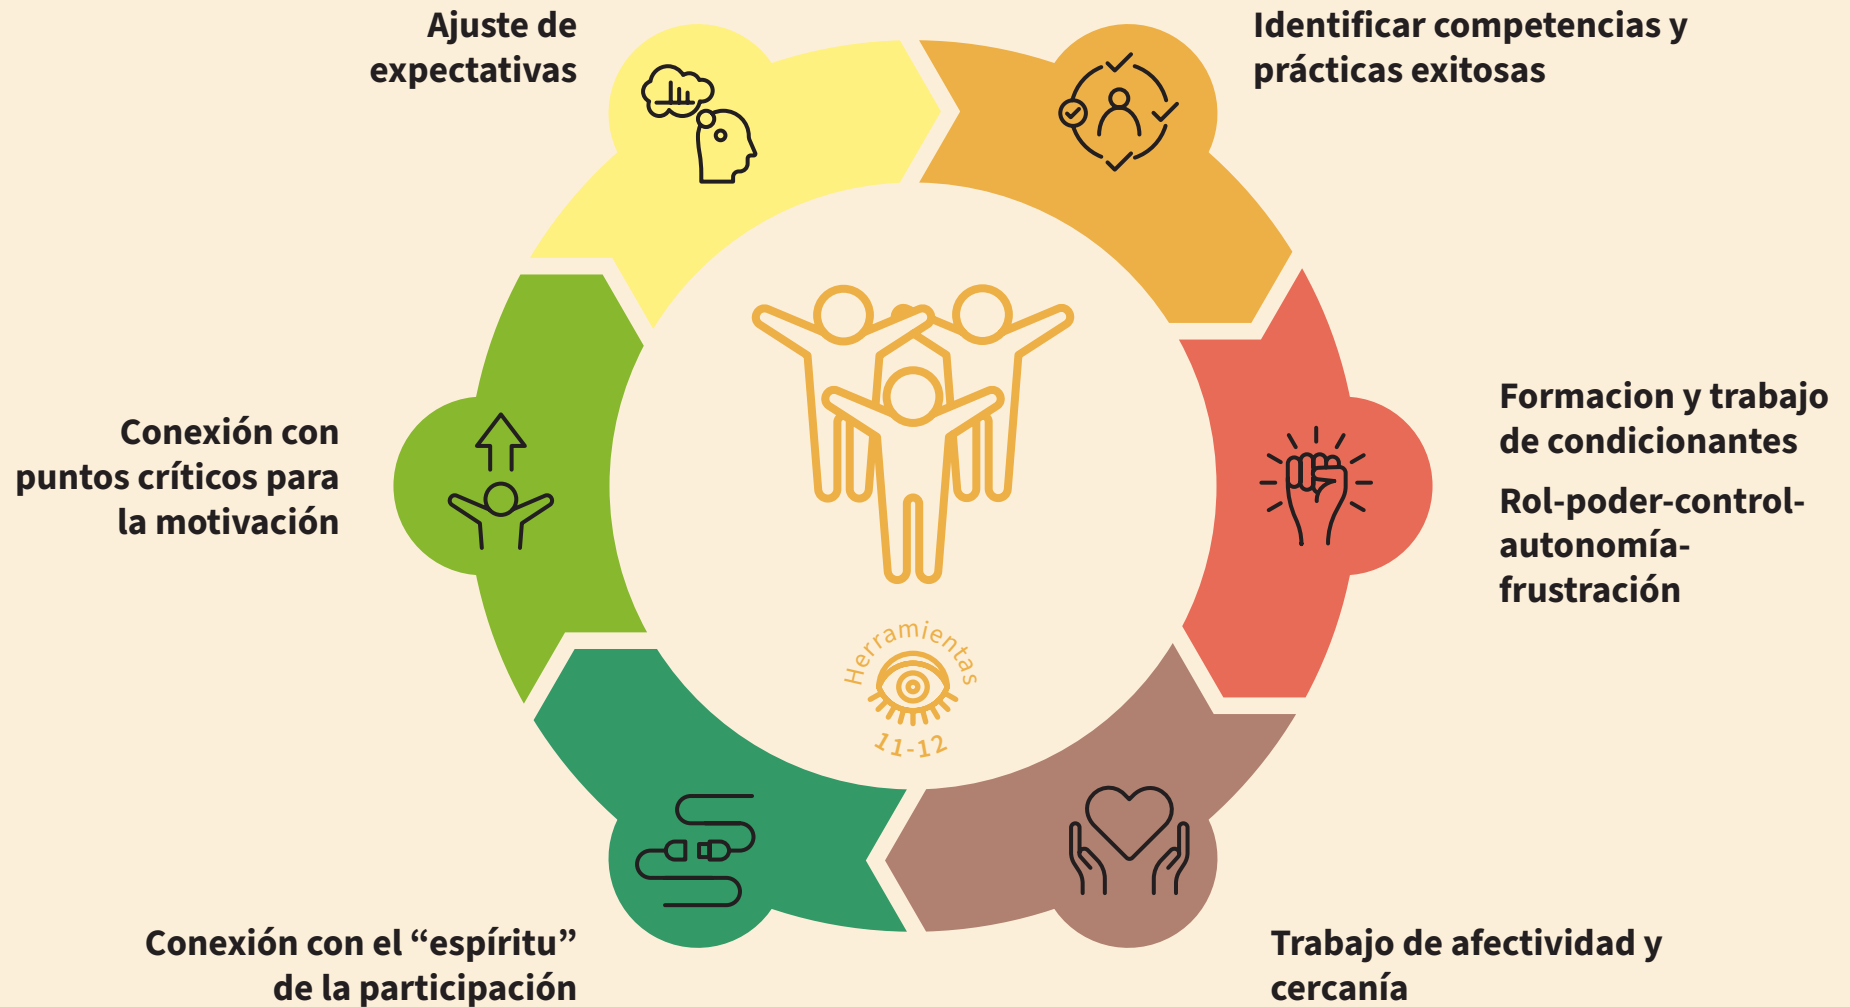 Ajuste de
expectativas
Identificar competencias y
prácticas exitosas
Formacion y trabajo
de condicionantes
Rol-poder-control-
autonomía-
frustración
Trabajo de afectividad y
cercanía
Conexión con el “espíritu”
de la participación
Conexión con
puntos críticos para
la motivación
Herramientas
11-12